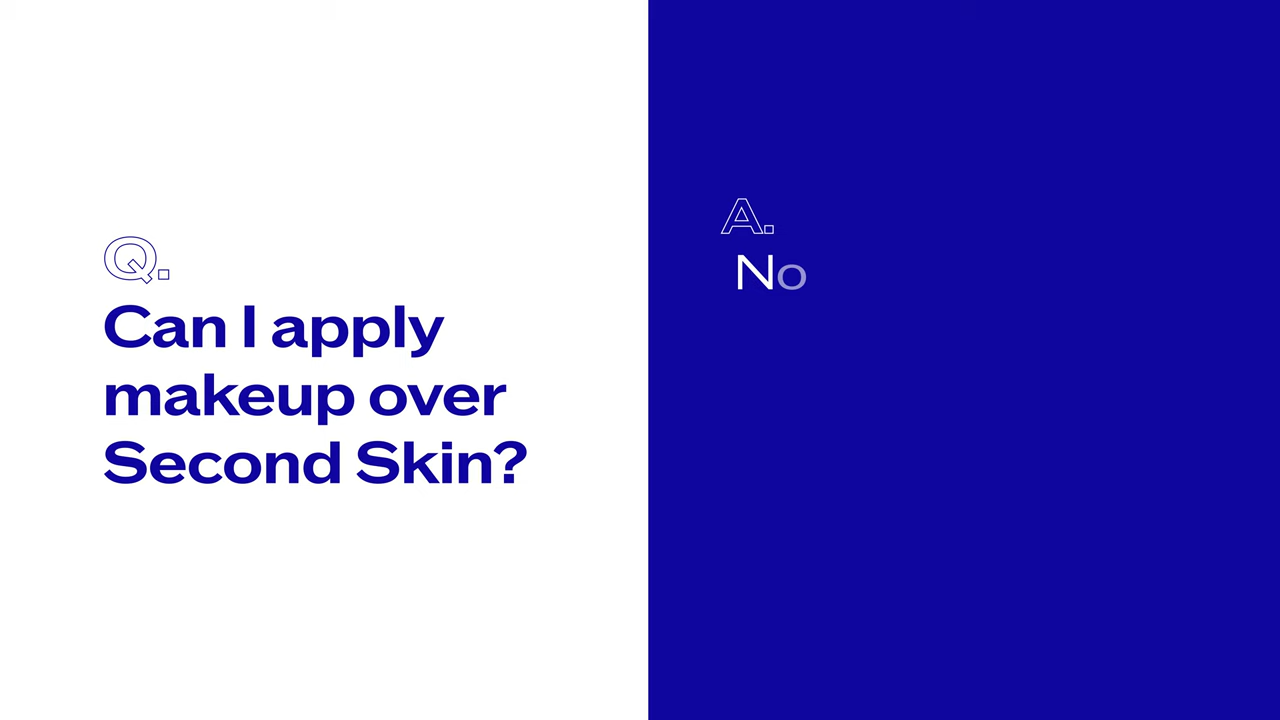 Q.
Can I apply
makeup over
Second Skin?
A.
No